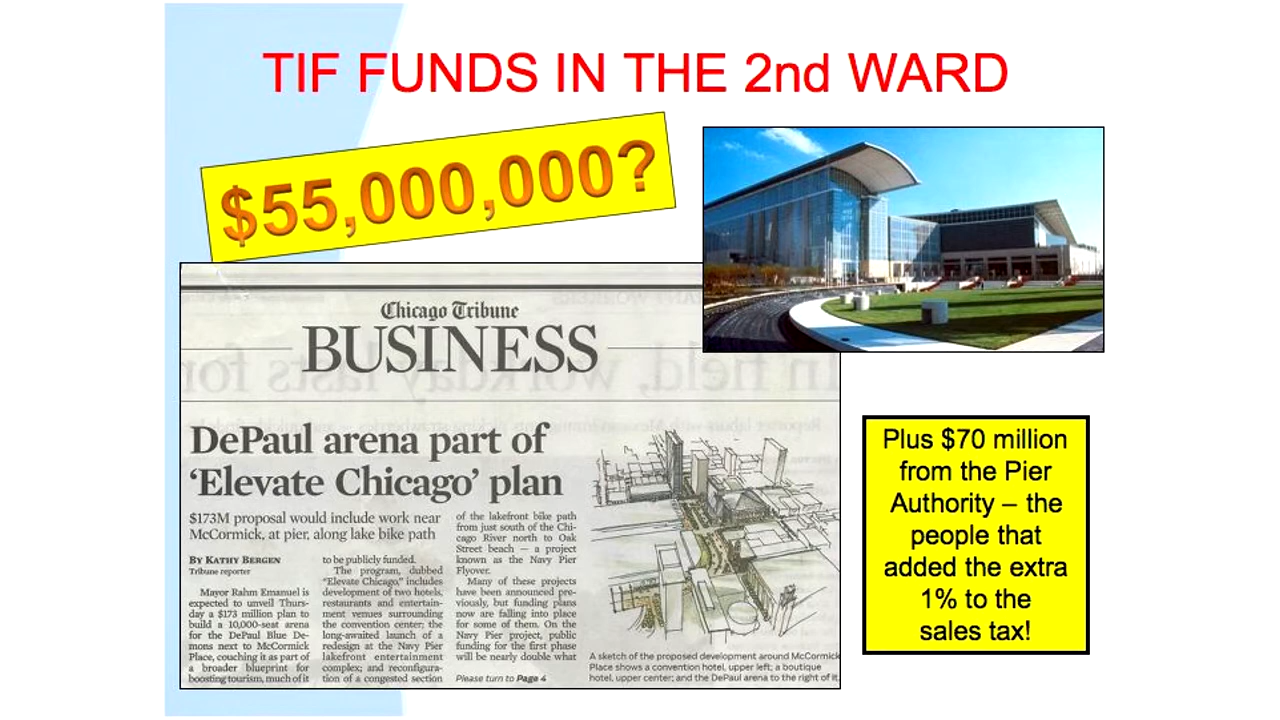 TIF FUNDS IN THE 2nd WARD
$55,000,000?
Chicago Tribune
BUSINESS
DePaul arena part of
‘Elevate Chicago’ plan
$173M proposal would include work near
McCormick, at pier, along lake bike path
BY KATHY BERGEN
Tribune reporter
Mayor Rahm Emanuel is
expected to unveil Thurs-
day a $173 million plan to
build a 10,000-seat arena
for the DePaul Blue De-
mons next to McCormick
Place, couching it as part of
a broader blueprint for
boosting tourism, much of it
to be publicly funded.
The program, dubbed
“Elevate Chicago,” includes
development of two hotels,
restaurants and entertain-
ment venues surrounding
the convention center; the
long-awaited launch of a
redesign at the Navy Pier
lakefront entertainment
complex; and reconfigura-
tion of a congested section
of the lakefront bike path
from just south of the Chi-
cago River north to Oak
Street beach — a project
known as the Navy Pier
Flyover.
Many of these projects
have been announced pre-
viously, but funding plans
now are falling into place
for some of them. On the
Navy Pier project, public
funding for the first phase
will be nearly double what
Please turn to Page 4
A sketch of the proposed development around McCormick
Place shows a convention hotel, upper left; a boutique
hotel, upper center; and the DePaul arena to the right of it.
Plus $70 million
from the Pier
Authority – the
people that
added the extra
1% to the
sales tax!